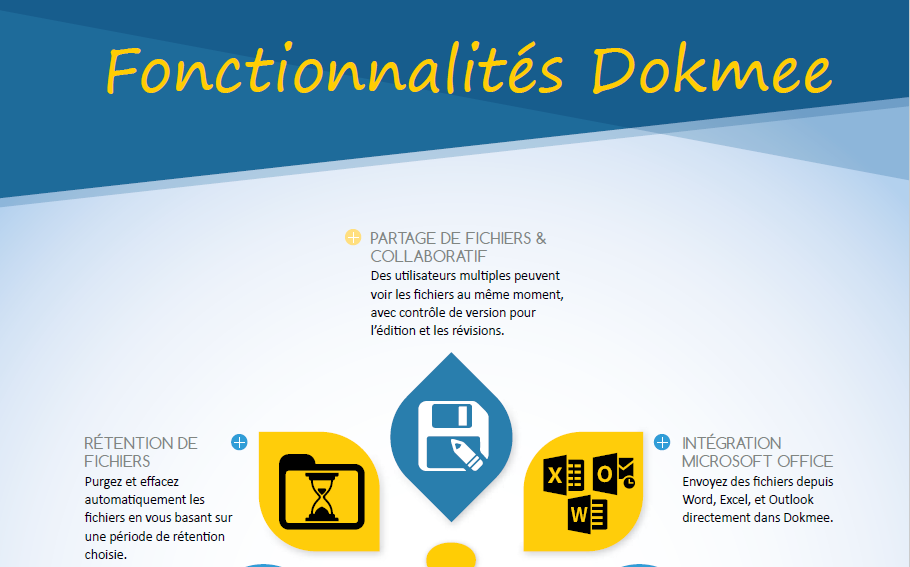 Fonctionnalités Dokmee
PARTAGE DE FICHIERS &
COLLABORATIF
Des utilisateurs multiples peuvent
voir les fichiers au même moment,
avec contrôle de version pour
l'édition et les révisions.
RÉTENTION DE
FICHIERS
Purgez et effacez
automatiquement les
fichiers en vous basant sur
une période de rétention
choisie.
X
O
W
INTÉGRATION
MICROSOFT OFFICE
Envoyez des fichiers depuis
Word, Excel, et Outlook
directement dans Dokmee.